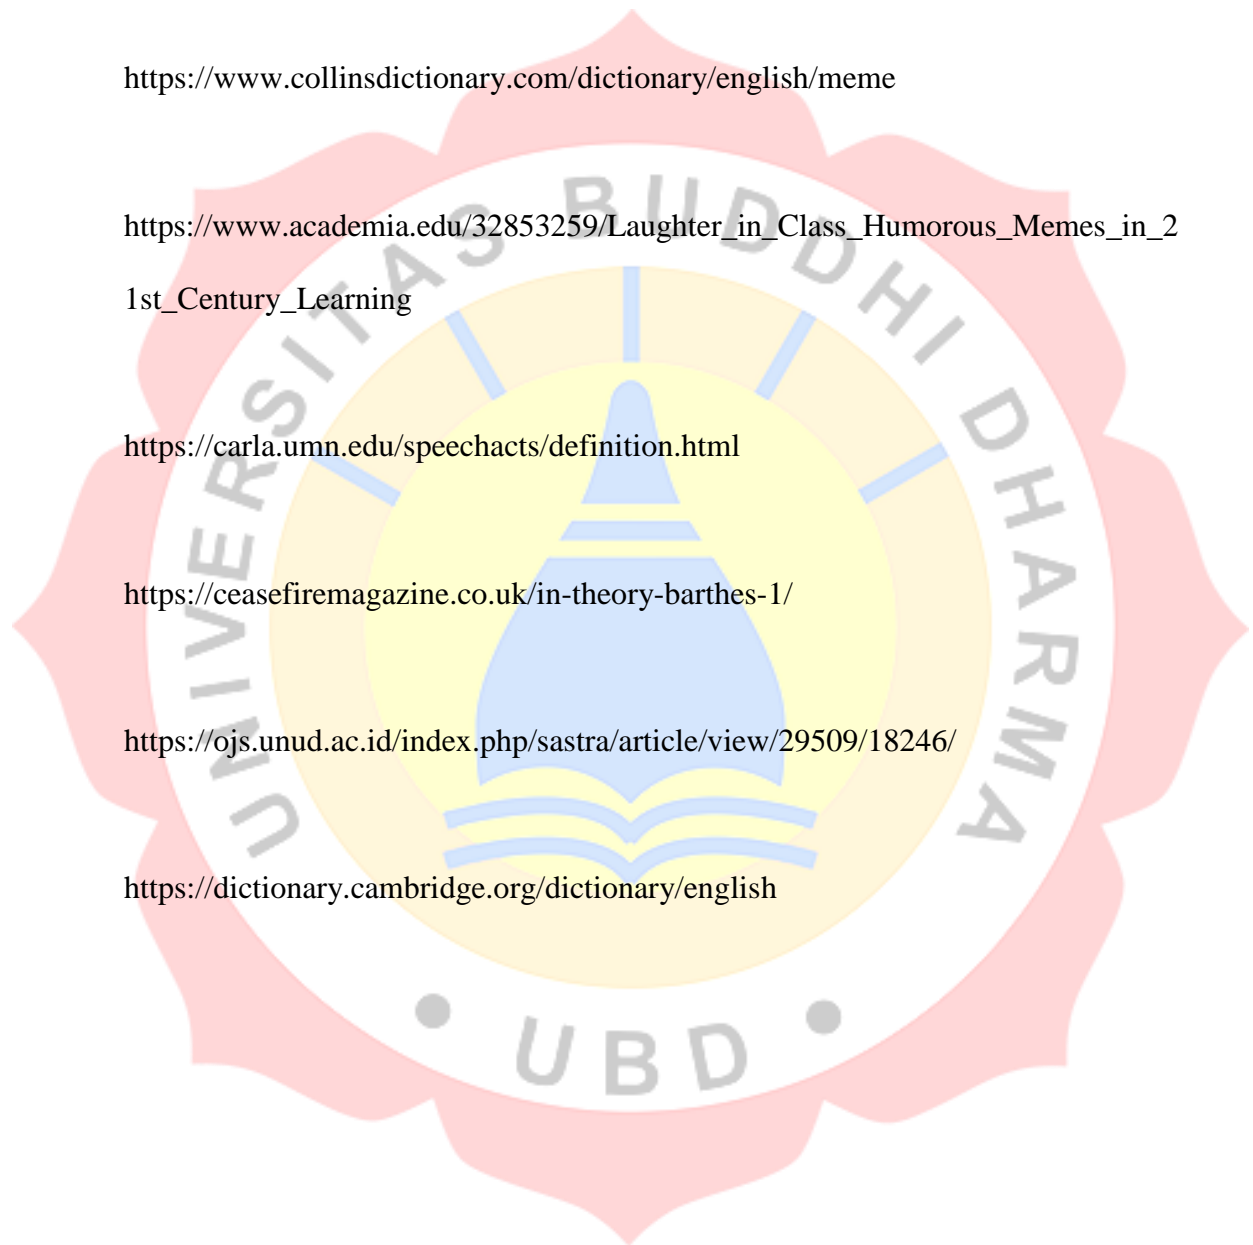 https://www.collinsdictionary.com/dictionary/english/meme
https://www.academia.edu/32853259/Laughter_in_Class_Humorous_Memes_in_2
1st_Century_Learning
https://carla.umn.edu/speechacts/definition.html
https://ceasefiremagazine.co.uk/in-theory-barthes-1/
https://ojs.unud.ac.id/index.php/sastra/article/view/29509/18246/
https://dictionary.cambridge.org/dictionary/english
UNIVERSITAS BUDDHI DHARMA
• UBD •